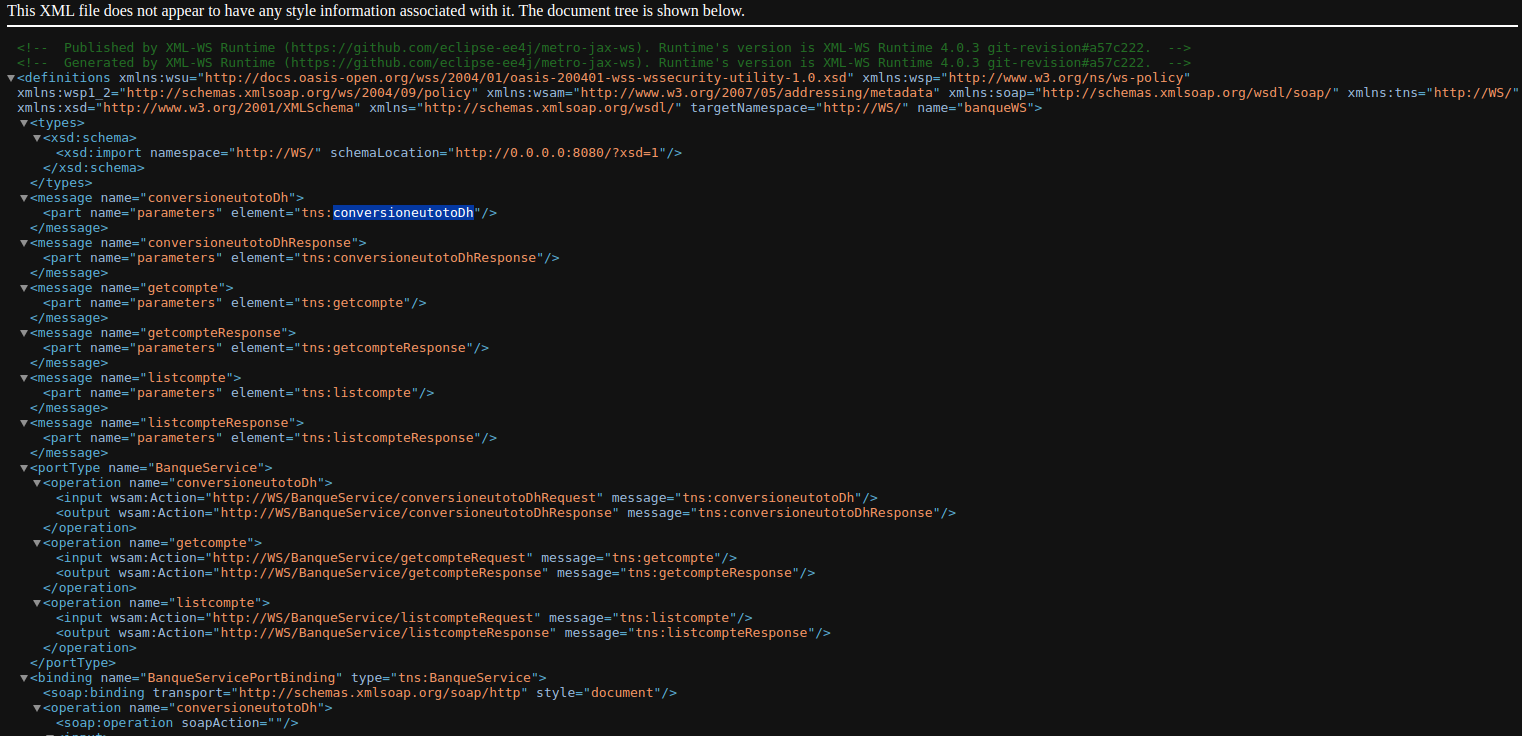 This XML file does not appear to have any style information associated with it. The document tree is shown below.
<!-- Published by XML-WS Runtime (https://github.com/eclipse-ee4j/metro-jax-ws). Runtime's version is XML-WS Runtime 4.0.3 git-revision#a57c222. -->
<!-- Generated by XML-WS Runtime (https://github.com/eclipse-ee4j/metro-jax-ws). Runtime's version is XML-WS Runtime 4.0.3 git-revision#a57c222. -->
▼<definitions xmlns:wsu="http://docs.oasis-open.org/wss/2004/01/oasis-200401-wss-wssecurity-utility-1.0.xsd" xmlns:wsp="http://www.w3.org/ns/ws-policy"
xmlns:wsp1_2="http://schemas.xmlsoap.org/ws/2004/09/policy" xmlns:wsam="http://www.w3.org/2007/05/addressing/metadata" xmlns:soap="http://schemas.xmlsoap.org/wsdl/soap/" xmlns:tns="http://WS/"
xmlns:xsd="http://www.w3.org/2001/XMLSchema" xmlns="http://schemas.xmlsoap.org/wsdl/" targetNamespace="http://WS/" name="banqueWS">
▼<types>
▼<xsd:schema>
<xsd:import namespace="http://WS/" schemaLocation="http://0.0.0.0:8080/?xsd=1"/>
</xsd:schema>
</types>
▼<message name="conversioneutotoDh">
<part name="parameters" element="tns:conversioneutotoDh"/>
</message>
▼<message name="conversioneutotoDhResponse">
<part name="parameters" element="tns:conversioneutotoDhResponse"/>
</message>
▼<message name="getcompte">
<part name="parameters" element="tns:getcompte"/>
</message>
▼<message name="getcompteResponse">
<part name="parameters" element="tns:getcompteResponse"/>
</message>
▼<message name="listcompte">
<part name="parameters" element="tns:listcompte"/>
</message>
▼<message name="listcompteResponse">
<part name="parameters" element="tns:listcompteResponse"/>
</message>
▼<portType name="BanqueService">
▼<operation name="conversioneutotoDh">
<input wsam:Action="http://WS/BanqueService/conversioneutotoDhRequest" message="tns:conversioneutotoDh"/>
<output wsam:Action="http://WS/BanqueService/conversioneutotoDhResponse" message="tns:conversioneutotoDhResponse"/>
</operation>
▼<operation name="getcompte">
<input wsam:Action="http://WS/BanqueService/getcompteRequest" message="tns:getcompte"/>
<output wsam:Action="http://WS/BanqueService/getcompteResponse" message="tns:getcompteResponse"/>
</operation>
▼<operation name="listcompte">
<input wsam:Action="http://WS/BanqueService/listcompteRequest" message="tns:listcompte"/>
<output wsam:Action="http://WS/BanqueService/listcompteResponse" message="tns:listcompteResponse"/>
</operation>
</portType>
▼<binding name="BanqueServicePortBinding" type="tns:BanqueService">
<soap:binding transport="http://schemas.xmlsoap.org/soap/http" style="document"/>
▼<operation name="conversioneutotoDh">
<soap:operation soapAction=""/>